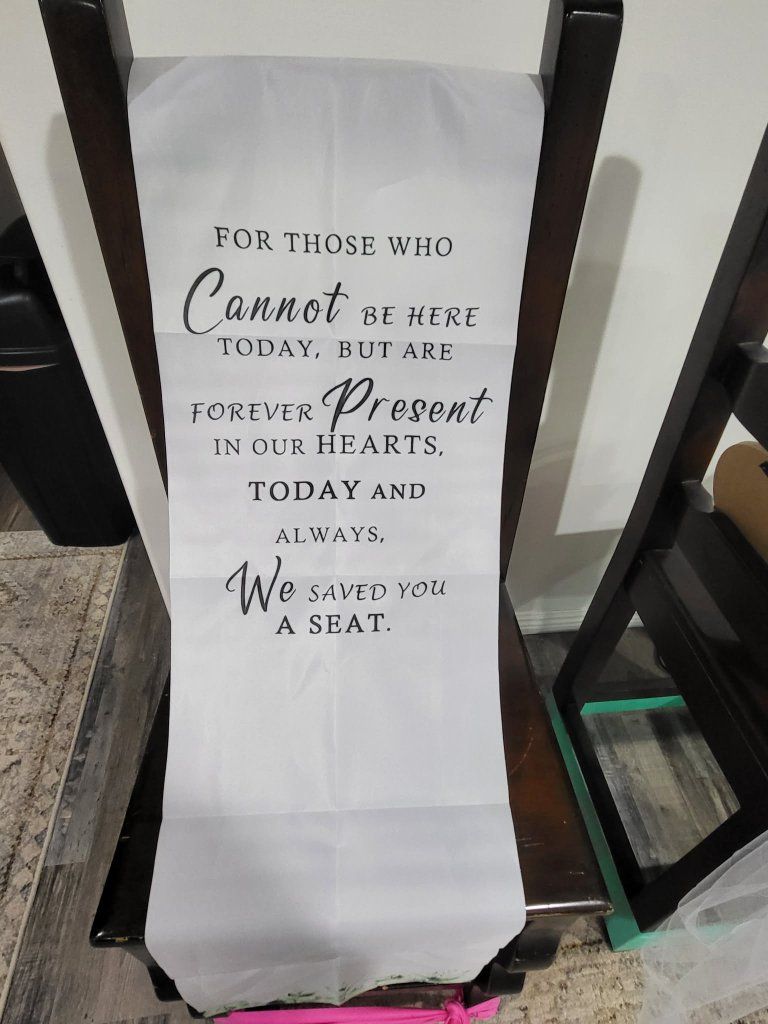 FOR THOSE WHO
Cannot BE HERE
TODAY, BUT ARE
FOREVER Present
IN OUR HEARTS,
TODAY AND
ALWAYS,
We SAVED YOU
A SEAT.